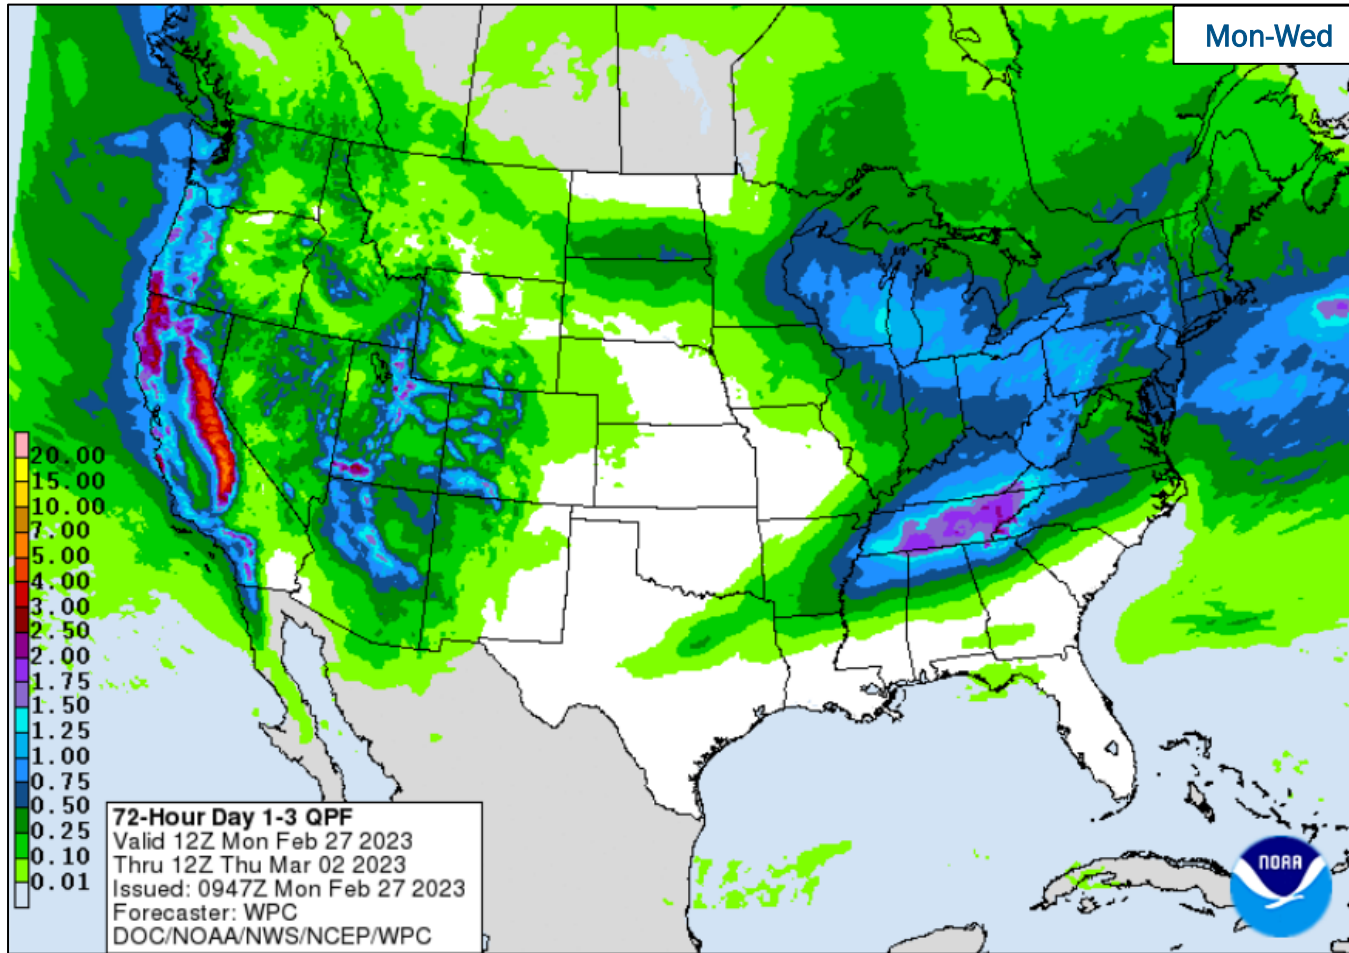 Mon-Wed
20.00
15.00
10.00
7.00
5.00
4.00
3.00
2.50
2.00
1.75
1.50
1.25
1.00
0.75
0.50
0.25
0.10
0.01
72-Hour Day 1-3 QPF
Valid 12Z Mon Feb 27 2023
Thru 12Z Thu Mar 02 2023
Issued: 0947Z Mon Feb 27 2023
Forecaster: WPC
DOC/NOAA/NWS/NCEP/WPC
NOAA